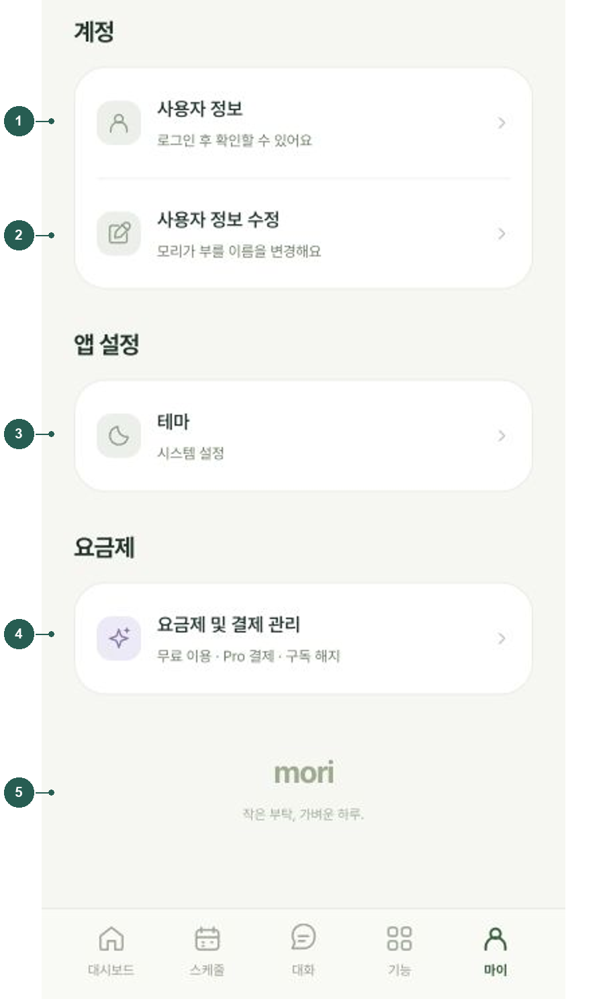 계정
1
사용자 정보
로그인 후 확인할 수 있어요
2
사용자 정보 수정
모리가 부를 이름을 변경해요
앱 설정
3
테마
시스템 설정
요금제
4
요금제 및 결제 관리
무료 이용 · Pro 결제 · 구독 해지
5
mori
작은 부탁, 가벼운 하루.
대시보드
스케줄
대화
기능
마이